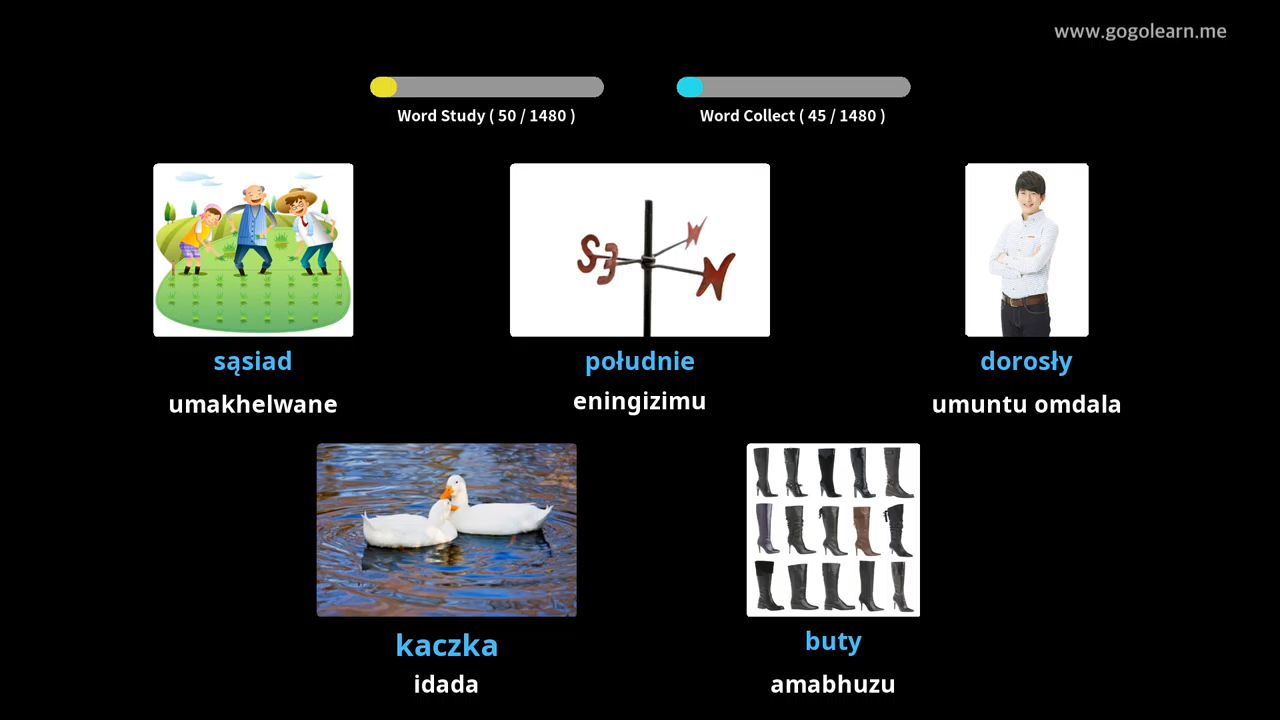 www.gogolearn.me
Word Study ( 50 / 1480 )
Word Collect ( 45 / 1480 )
S E N W
sąsiad
południe
dorosły
umakhelwane
eningizimu
umuntu omdala
kaczka
buty
idada
amabhuzu